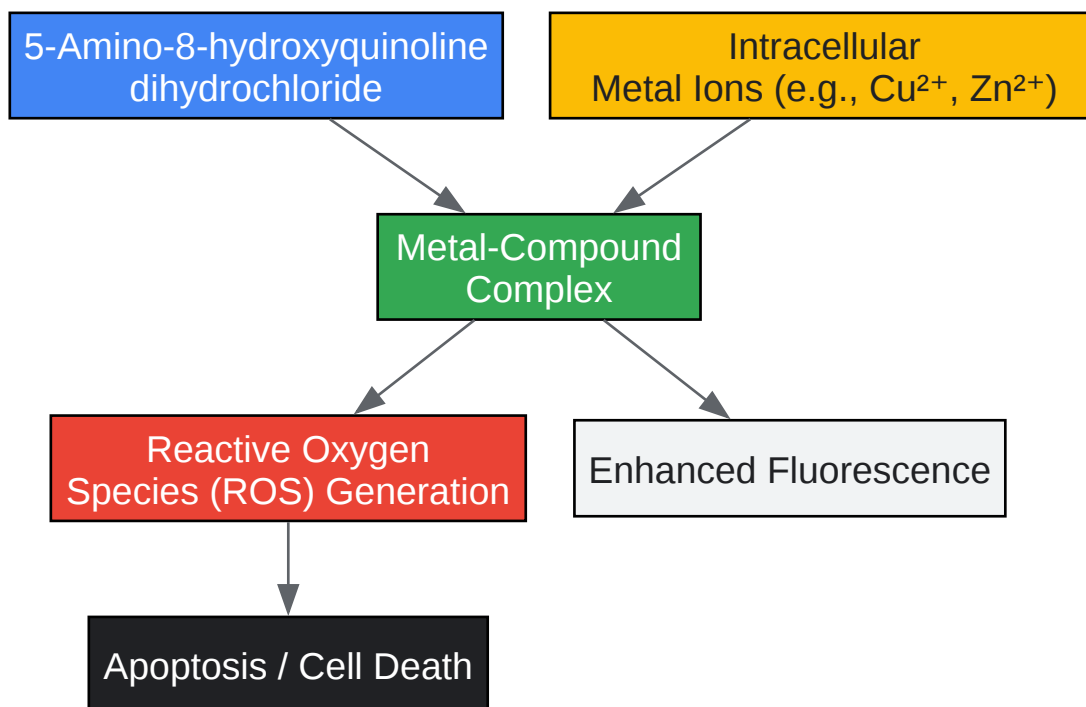 5-Amino-8-hydroxyquinoline
dihydrochloride
Intracellular
Metal Ions (e.g., Cu²⁺, Zn²⁺)
Metal-Compound
Complex
Reactive Oxygen
Species (ROS) Generation
Enhanced Fluorescence
Apoptosis / Cell Death